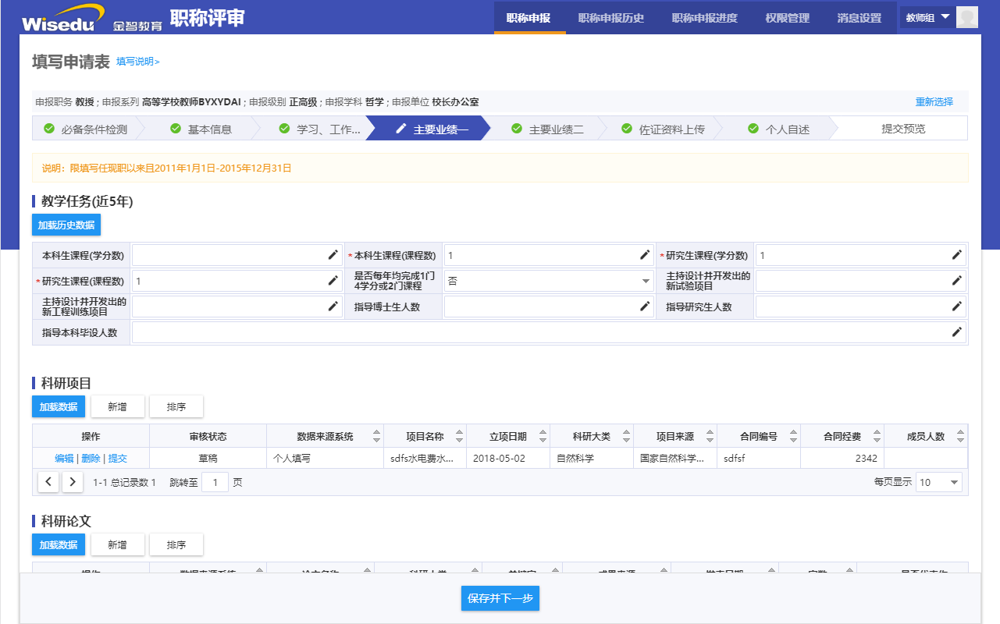 Wisedu 金智教育 职称评审 职称申报 职称申报历史 职称申报进度 权限管理 消息设置 教师组
填写申请表 填写说明>
申报职务 教授 ; 申报系列 高等学校教师BYXYDAI ; 申报级别 正高级 ; 申报学科 哲学 ; 申报单位 校长办公室 重新选择
必备条件检测 基本信息 学习、工作... 主要业绩一 主要业绩二 佐证资料上传 个人自述 提交预览
说明：限填写任现职以来且2011年1月1日-2015年12月31日
教学任务(近5年)
加载历史数据
本科生课程(学分数) * 本科生课程(课程数) 1 * 研究生课程(学分数) 1
* 研究生课程(课程数) 1 是否每年均完成1门4学分或2门课程 否 主持设计并开发出的新试验项目
主持设计并开发出的新工程训练项目 指导博士生人数 指导研究生人数
指导本科毕设人数
科研项目
加载数据 新增 排序
操作 审核状态 数据来源系统 项目名称 立项日期 科研大类 项目来源 合同编号 合同经费 成员人数
编辑 | 删除 | 提交 草稿 个人填写 sdfs水电费水... 2018-05-02 自然科学 国家自然科学... sdfsf 2342
1-1 总记录数 1 跳转至 1 页 每页显示 10
科研论文
加载数据 新增 排序
操作 数据来源系统 论文名称 科研大类 关键字 成果来源 发表日期 字数 是否代表作
保存并下一步